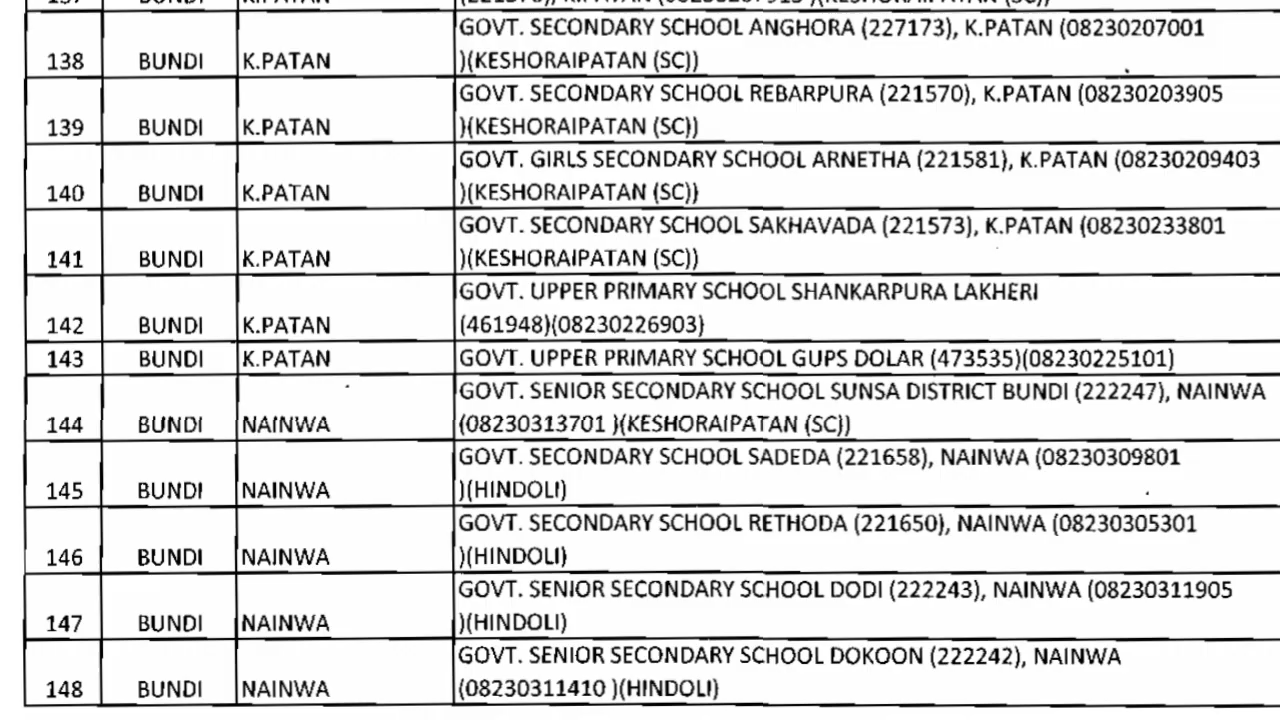 138 BUNDI K.PATAN GOVT. SECONDARY SCHOOL ANGHORA (227173), K.PATAN (08230207001
)(KESHORAIPATAN (SC))
139 BUNDI K.PATAN GOVT. SECONDARY SCHOOL REBARPURA (221570), K.PATAN (08230203905
)(KESHORAIPATAN (SC))
140 BUNDI K.PATAN GOVT. GIRLS SECONDARY SCHOOL ARNETHA (221581), K.PATAN (08230209403
)(KESHORAIPATAN (SC))
141 BUNDI K.PATAN GOVT. SECONDARY SCHOOL SAKHAVADA (221573), K.PATAN (08230233801
)(KESHORAIPATAN (SC))
142 BUNDI K.PATAN GOVT. UPPER PRIMARY SCHOOL SHANKARPURA LAKHERI
(461948)(08230226903)
143 BUNDI K.PATAN GOVT. UPPER PRIMARY SCHOOL GUPS DOLAR (473535)(08230225101)
144 BUNDI NAINWA GOVT. SENIOR SECONDARY SCHOOL SUNSA DISTRICT BUNDI (222247), NAINWA
(08230313701 )(KESHORAIPATAN (SC))
145 BUNDI NAINWA GOVT. SECONDARY SCHOOL SADEDA (221658), NAINWA (08230309801
)(HINDOLI)
146 BUNDI NAINWA GOVT. SECONDARY SCHOOL RETHODA (221650), NAINWA (08230305301
)(HINDOLI)
147 BUNDI NAINWA GOVT. SENIOR SECONDARY SCHOOL DODI (222243), NAINWA (08230311905
)(HINDOLI)
148 BUNDI NAINWA GOVT. SENIOR SECONDARY SCHOOL DOKOON (222242), NAINWA
(08230311410 )(HINDOLI)